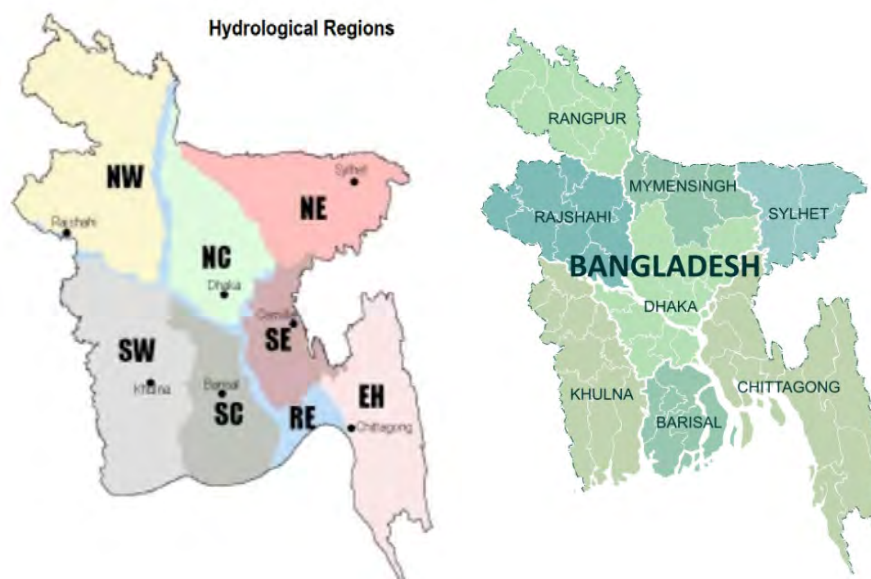 Hydrological Regions
NW
Rajshahi
NE
Sylhet
NC
Dhaka
SE
SW
Khulna
Barisal
SC
RE
EH
Chittagong
RANGPUR
RAJSHAHI
MYMENSINGH
SYLHET
BANGLADESH
DHAKA
KHULNA
BARISAL
CHITTAGONG